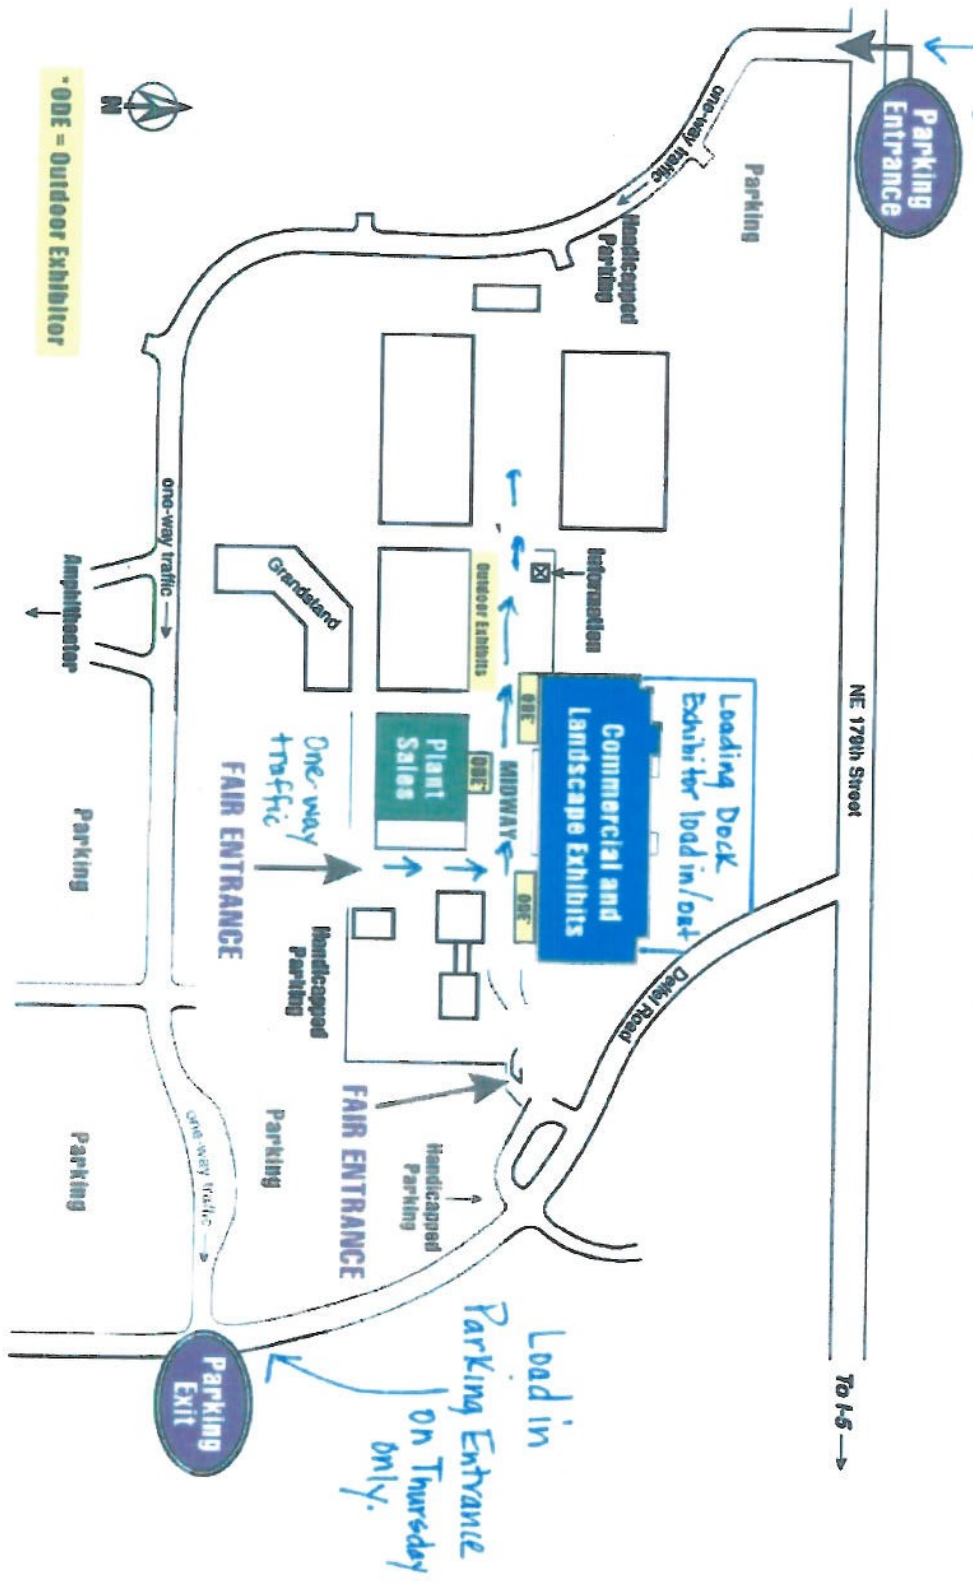 Parking
Entrance
NE 179th Street
To I-5 →
Parking
one-way traffic
Handicapped
Parking
Information
Loading Dock
Exhibitor load in/out
Commercial and
Landscape Exhibits
Delfel Road
ODE
ODE
MIDWAY
Outdoor Exhibits
ODE
Plant
Sales
Grandstand
One way
traffic
FAIR ENTRANCE
Handicapped
Parking
FAIR ENTRANCE
Handicapped
Parking
Load in
Parking Entrance
on Thursday
only.
one-way traffic →
Amphitheater
Parking
Parking
Parking
one-way traffic →
Parking
Exit
N
*ODE = Outdoor Exhibitor